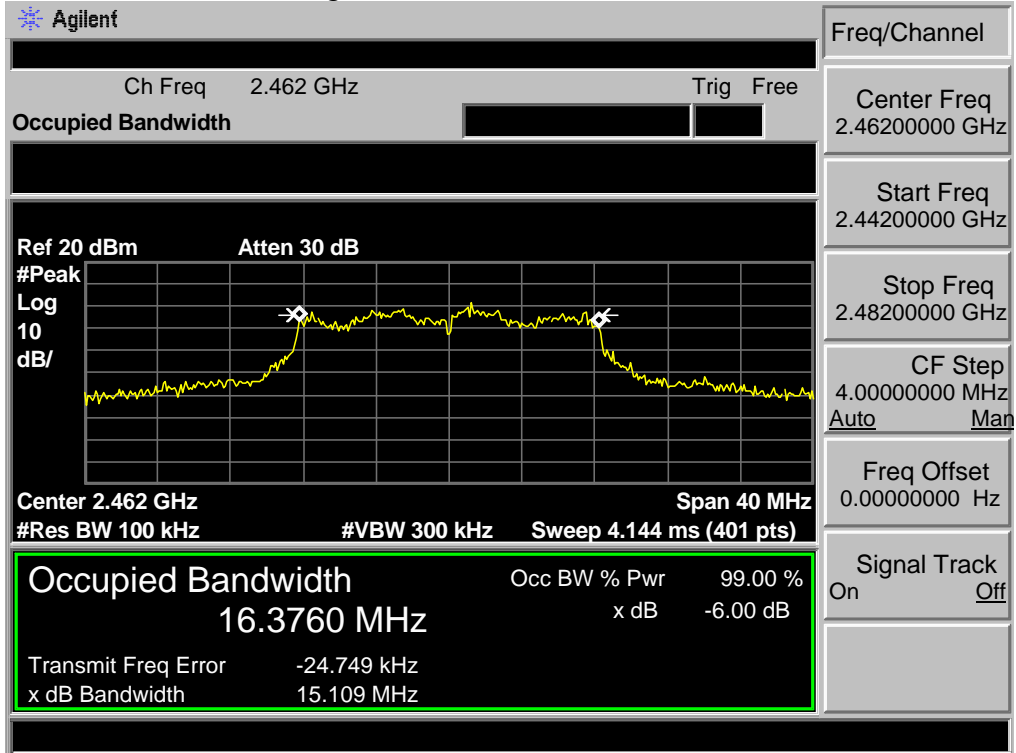 Agilent
Freq/Channel
Ch Freq 2.462 GHz Trig Free
Occupied Bandwidth
Center Freq
2.46200000 GHz
Start Freq
2.44200000 GHz
Stop Freq
2.48200000 GHz
CF Step
4.00000000 MHz
Auto Man
Freq Offset
0.00000000 Hz
Signal Track
On Off
Ref 20 dBm Atten 30 dB
#Peak
Log
10
dB/
Center 2.462 GHz Span 40 MHz
#Res BW 100 kHz #VBW 300 kHz Sweep 4.144 ms (401 pts)
Occupied Bandwidth Occ BW % Pwr 99.00 %
16.3760 MHz x dB -6.00 dB
Transmit Freq Error -24.749 kHz
x dB Bandwidth 15.109 MHz